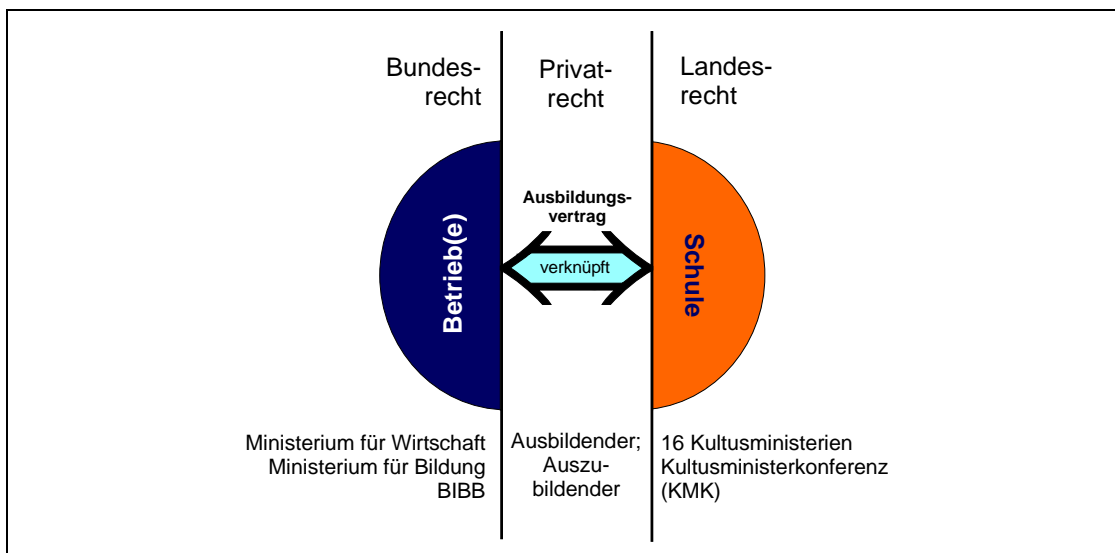 Bundes-
recht
Privat-
recht
Landes-
recht
Betrieb(e)
Ausbildungs-
vertrag
verknüpft
Schule
Ministerium für Wirtschaft
Ministerium für Bildung
BIBB
Ausbildender;
Auszu-
bildender
16 Kultusministerien
Kultusministerkonferenz
(KMK)